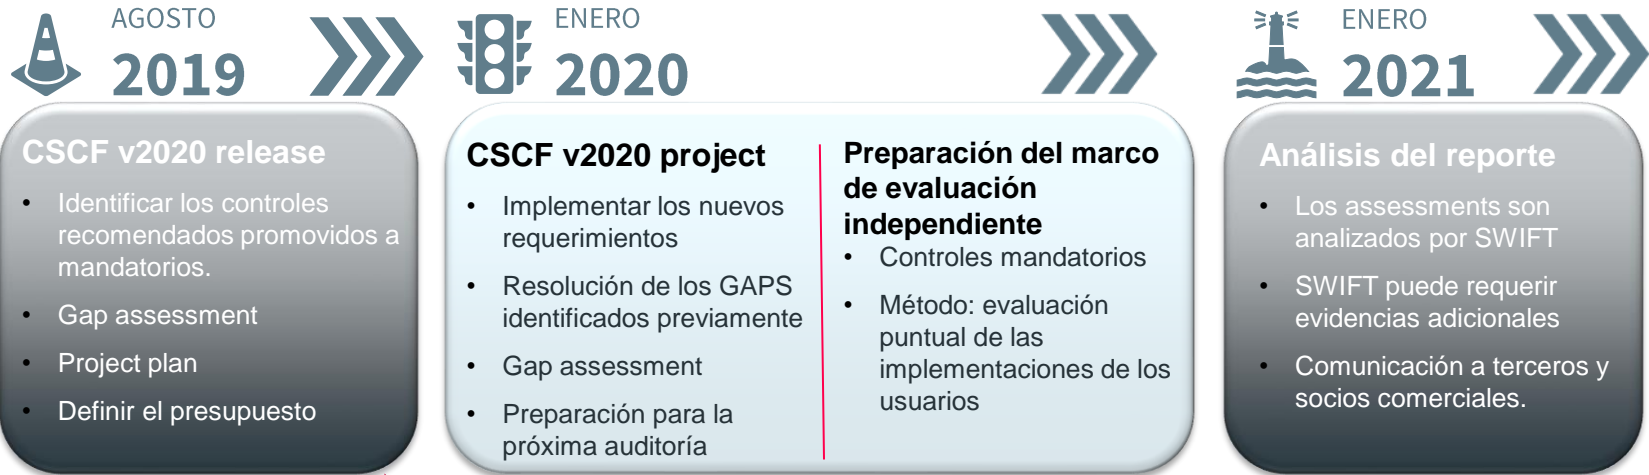 AGOSTO
2019
CSCF v2020 release
• Identificar los controles
recomendados promovidos a
mandatorios.
• Gap assessment
• Project plan
• Definir el presupuesto
ENERO
2020
CSCF v2020 project
• Implementar los nuevos
requerimientos
• Resolución de los GAPS
identificados previamente
• Gap assessment
• Preparación para la
próxima auditoría
Preparación del marco
de evaluación
independiente
• Controles mandatorios
• Método: evaluación
puntual de las
implementaciones de los
usuarios
ENERO
2021
Análisis del reporte
• Los assessments son
analizados por SWIFT
• SWIFT puede requerir
evidencias adicionales
• Comunicación a terceros y
socios comerciales.